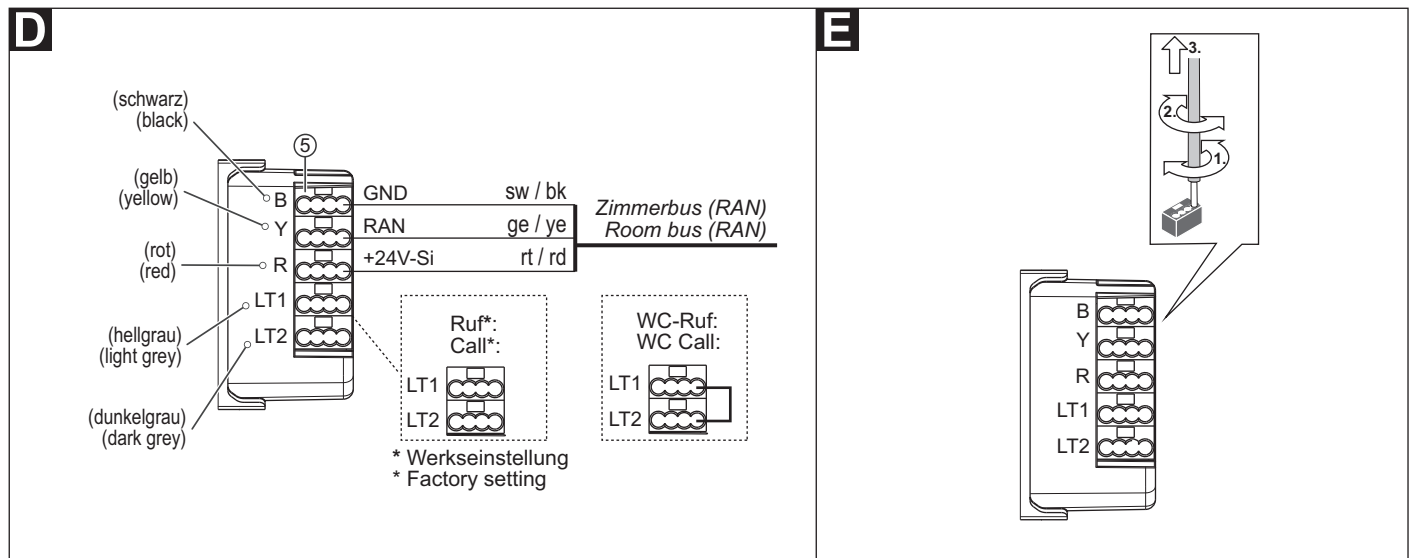 D
(schwarz)
(black)
(gelb)
(yellow)
(rot)
(red)
(hellgrau)
(light grey)
(dunkelgrau)
(dark grey)
5
B
Y
R
LT1
LT2
GND sw / bk
RAN ge / ye
+24V-Si rt / rd
Zimmerbus (RAN)
Room bus (RAN)
Ruf*:
Call*:
LT1
LT2
* Werkseinstellung
* Factory setting
WC-Ruf:
WC Call:
LT1
LT2
E
3.
2.
1.
B
Y
R
LT1
LT2